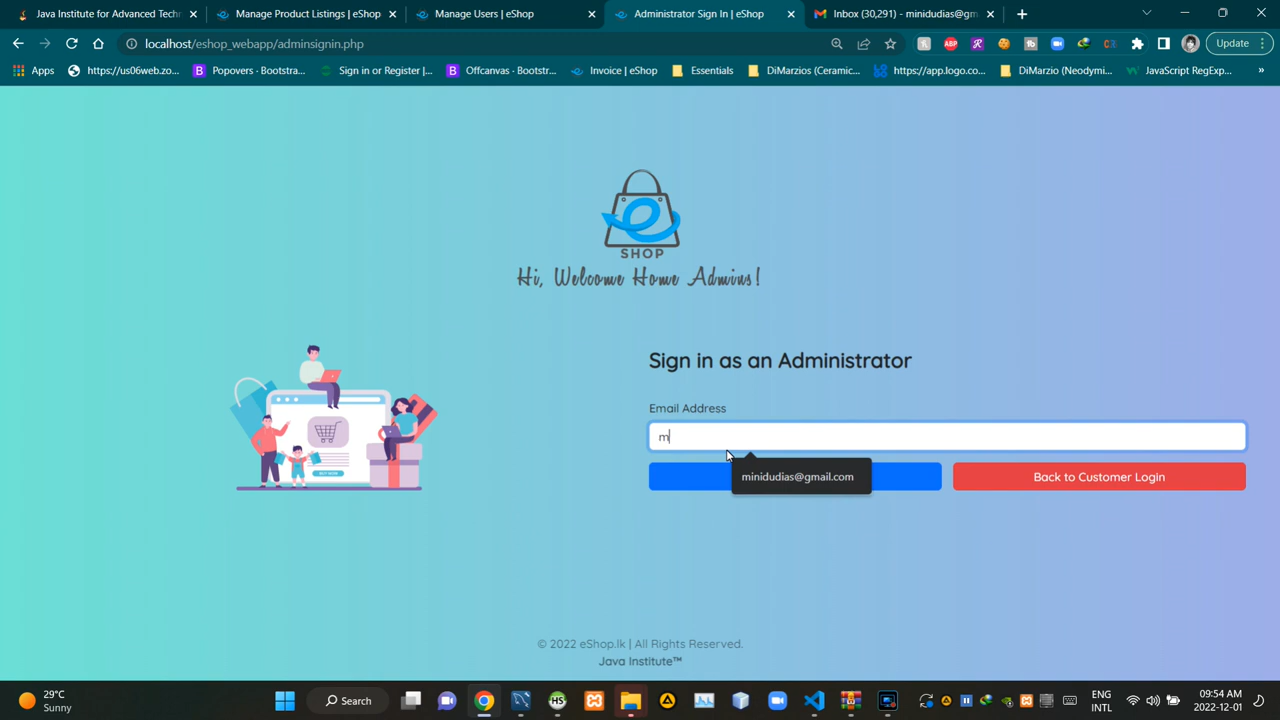 Java Institute for Advanced Techn
Manage Product Listings | eShop
Manage Users | eShop
Administrator Sign In | eShop
Inbox (30,291) - minidudias@gm
localhost/eshop_webapp/adminsignin.php
ABP
Update
Apps
https://us06web.zo...
Popovers · Bootstra...
Sign in or Register |...
Offcanvas · Bootstr...
Invoice | eShop
Essentials
DiMarzios (Ceramic...
https://app.logo.co...
DiMarzio (Neodymi...
JavaScript RegExp...
»
SHOP
Hi, Welcome Home Admins!
Sign in as an Administrator
Email Address
m
minidudias@gmail.com
Back to Customer Login
© 2022 eShop.lk | All Rights Reserved.
Java Institute™
29°C
Sunny
Search
HS
ENG
INTL
09:54 AM
2022-12-01